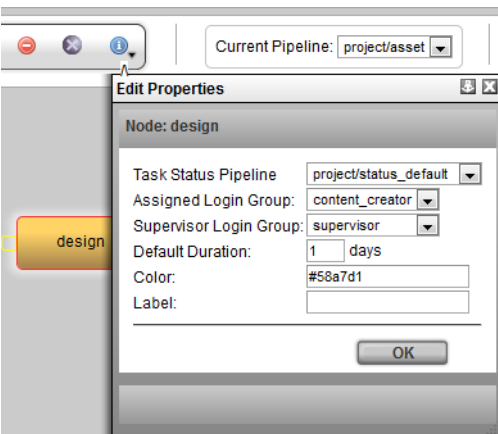 Current Pipeline: project/asset
Edit Properties
Node: design
Task Status Pipeline project/status_default
Assigned Login Group: content_creator
Supervisor Login Group: supervisor
design
Default Duration: 1 days
Color: #58a7d1
Label:
OK